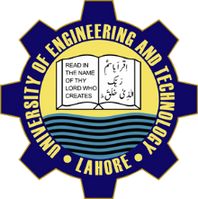 UNIVERSITY OF ENGINEERING AND TECHNOLOGY
READ IN
THE NAME
OF THY
LORD WHO
CREATES
اقرأ باسم
ربك
الذی خلق
• LAHORE •